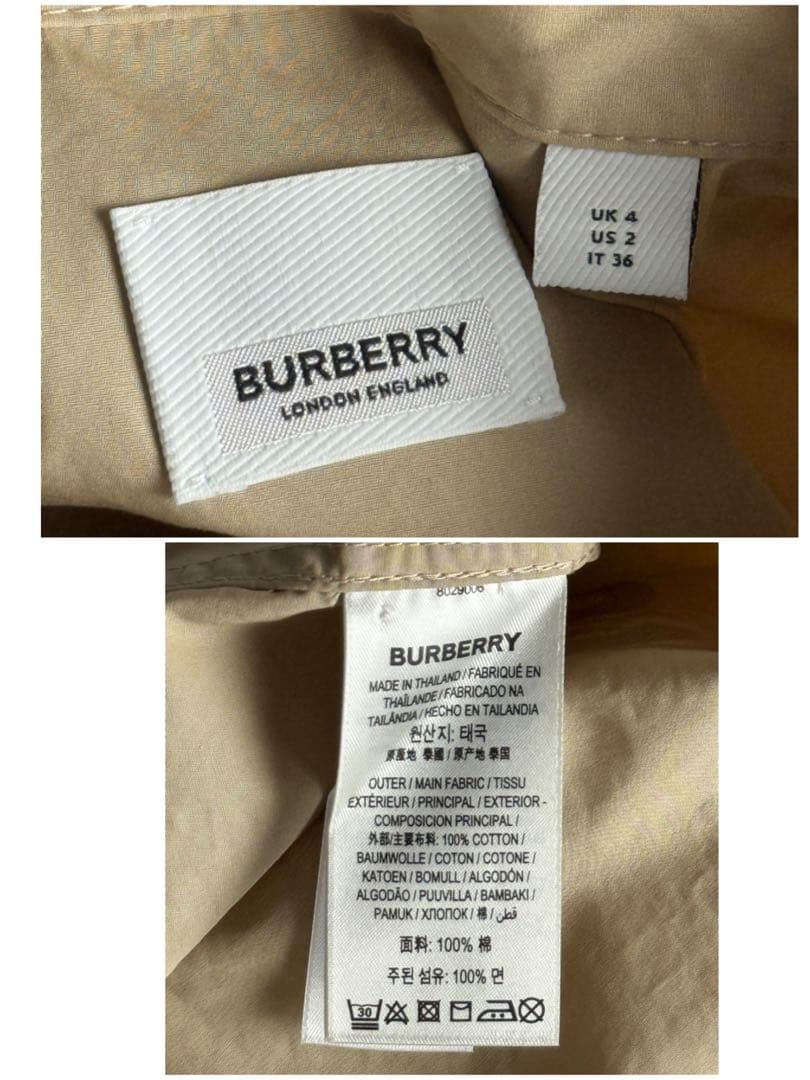 BURBERRY
LONDON ENGLAND
UK 4
US 2
IT 36
8029006
BURBERRY
MADE IN THAILAND / FABRIQUÉ EN
THAÏLANDE / FABRICADO NA
TAILÂNDIA / HECHO EN TAILANDIA
원산지: 태국
原產地 泰國 / 原产地 泰国
OUTER / MAIN FABRIC / TISSU
EXTÉRIEUR / PRINCIPAL / EXTERIOR -
COMPOSICION PRINCIPAL /
外部/主要布料: 100% COTTON /
BAUMWOLLE / COTON / COTONE /
KATOEN / BOMULL / ALGODÓN /
ALGODÃO / PUUVILLA / BAMBAKI /
PAMUK / ХЛОПОК / 棉 / قطن
面料: 100% 棉
주된 섬유: 100% 면
30